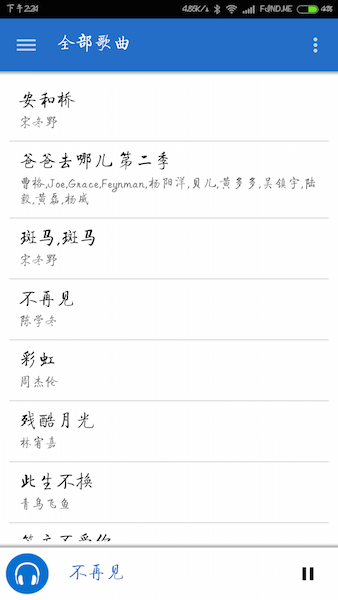 下午2:34
4.85K/s
FdND.ME
4%
全部歌曲
安和桥
宋冬野
爸爸去哪儿 第二季
曹格,Joe,Grace,Feynman,杨阳洋,贝儿,黄多多,吴镇宇,陆
毅,黄磊,杨威
斑马,斑马
宋冬野
不再见
陈学冬
彩虹
周杰伦
残酷月光
林宥嘉
此生不换
青鸟飞鱼
不再见